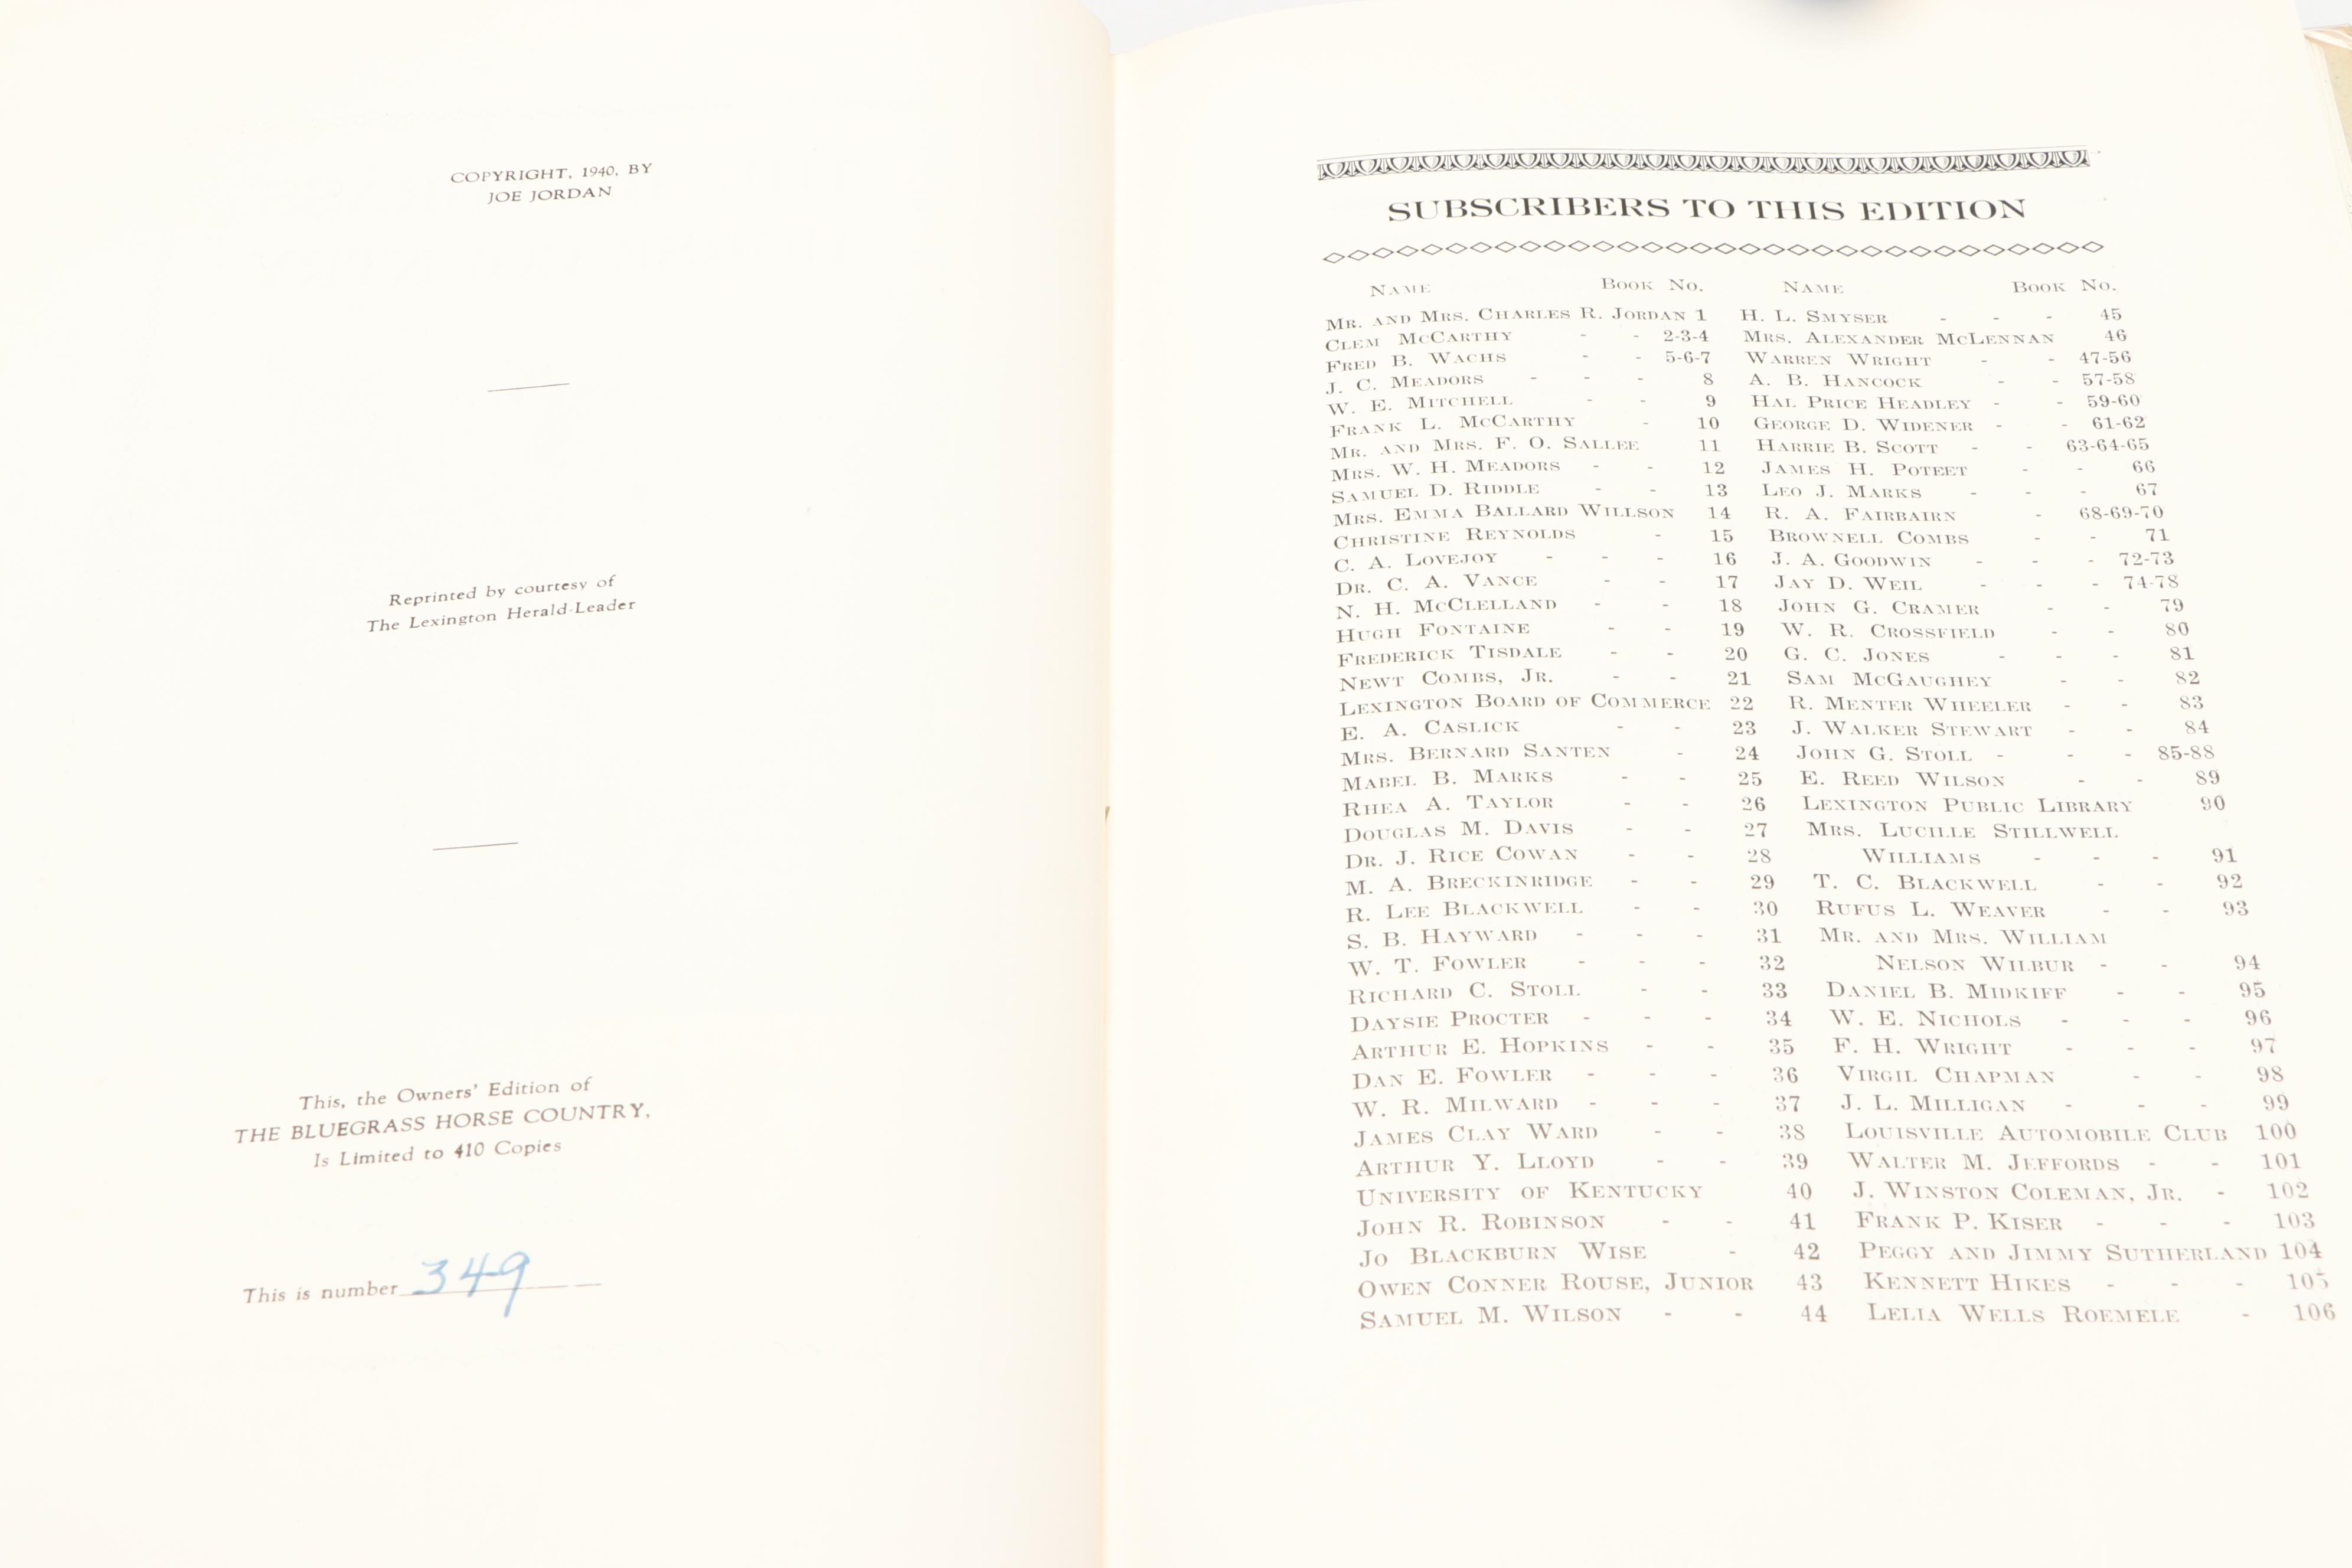 COPYRIGHT, 1940, BY
JOE JORDAN
Reprinted by courtesy of
The Lexington Herald-Leader
This, the Owners' Edition of
THE BLUEGRASS HORSE COUNTRY,
Is Limited to 410 Copies
This is number 349
SUBSCRIBERS TO THIS EDITION
Name Book No.
Mr. and Mrs. Charles R. Jordan 1
Clem McCarthy - - 2-3-4
Fred B. Wachs - - 5-6-7
J. C. Meadors - - - 8
W. E. Mitchell - - 9
Frank L. McCarthy - 10
Mr. and Mrs. F. O. Sallee 11
Mrs. W. H. Meadors - - 12
Samuel D. Riddle - - 13
Mrs. Emma Ballard Willson 14
Christine Reynolds - 15
C. A. Lovejoy - - - 16
Dr. C. A. Vance - - 17
N. H. McClelland - - 18
Hugh Fontaine - - 19
Frederick Tisdale - - 20
Newt Combs, Jr. - - 21
Lexington Board of Commerce 22
E. A. Caslick - - 23
Mrs. Bernard Santen - 24
Mabel B. Marks - - 25
Rhea A. Taylor - - 26
Douglas M. Davis - - 27
Dr. J. Rice Cowan - - 28
M. A. Breckinridge - - 29
R. Lee Blackwell - - 30
S. B. Hayward - - - 31
W. T. Fowler - - - 32
Richard C. Stoll - - 33
Daysie Procter - - - 34
Arthur E. Hopkins - - 35
Dan E. Fowler - - - 36
W. R. Milward - - - 37
James Clay Ward - - 38
Arthur Y. Lloyd - - 39
University of Kentucky 40
John R. Robinson - - 41
Jo Blackburn Wise - 42
Owen Conner Rouse, Junior 43
Samuel M. Wilson - - 44
Name Book No.
H. L. Smyser - - - 45
Mrs. Alexander McLennan 46
Warren Wright - - 47-56
A. B. Hancock - - 57-58
Hal Price Headley - - 59-60
George D. Widener - - 61-62
Harrie B. Scott - - 63-64-65
James H. Poteet - - 66
Leo J. Marks - - - 67
R. A. Fairbairn - 68-69-70
Brownell Combs - - 71
J. A. Goodwin - - - 72-73
Jay D. Weil - - - 74-78
John G. Cramer - - 79
W. R. Crossfield - - 80
G. C. Jones - - - 81
Sam McGaughey - - 82
R. Menter Wheeler - - 83
J. Walker Stewart - - 84
John G. Stoll - - - 85-88
E. Reed Wilson - - 89
Lexington Public Library 90
Mrs. Lucille Stillwell
Williams - - - 91
T. C. Blackwell - - 92
Rufus L. Weaver - - 93
Mr. and Mrs. William
Nelson Wilbur - - 94
Daniel B. Midkiff - - 95
W. E. Nichols - - - 96
F. H. Wright - - - 97
Virgil Chapman - - 98
J. L. Milligan - - - 99
Louisville Automobile Club 100
Walter M. Jeffords - - 101
J. Winston Coleman, Jr. - 102
Frank P. Kiser - - - 103
Peggy and Jimmy Sutherland 104
Kennett Hikes - - - 105
Lelia Wells Roemele - 106